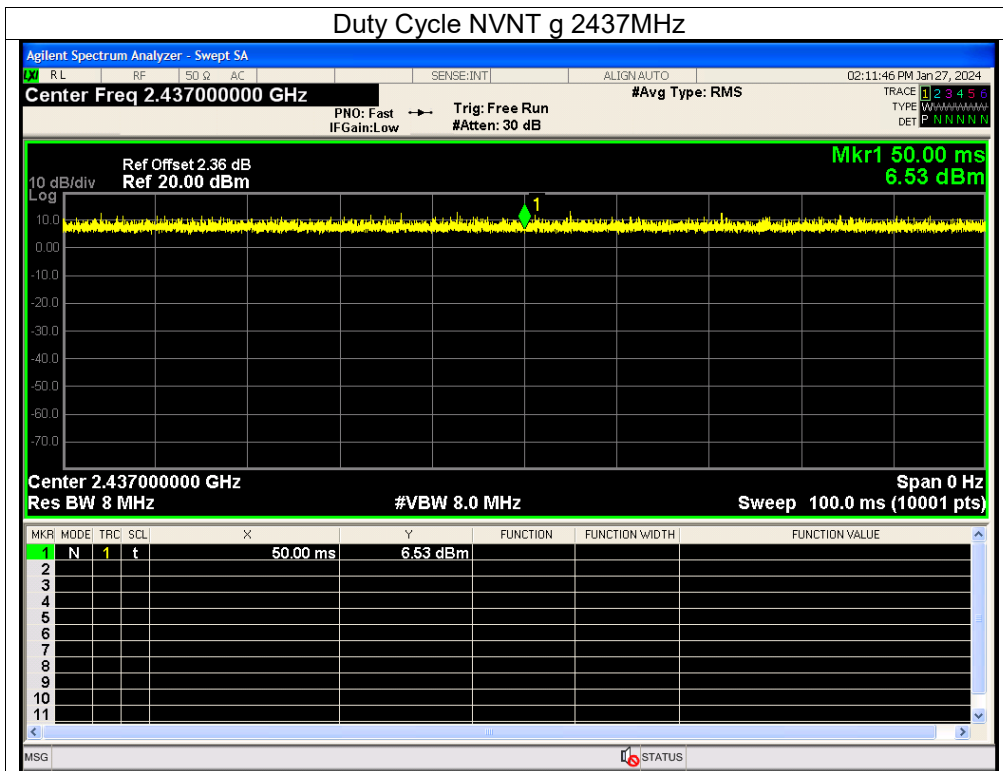 Duty Cycle NVNT g 2437MHz
Agilent Spectrum Analyzer - Swept SA
LXI RL RF 50 Ω AC SENSE:INT ALIGN AUTO 02:11:46 PM Jan 27, 2024
Center Freq 2.437000000 GHz #Avg Type: RMS TRACE 1 2 3 4 5 6
PNO: Fast Trig: Free Run TYPE WWWWWW
IFGain:Low #Atten: 30 dB DET P N N N N N
Mkr1 50.00 ms
6.53 dBm
Ref Offset 2.36 dB
10 dB/div Ref 20.00 dBm
Log
1
10.0
0.00
-10.0
-20.0
-30.0
-40.0
-50.0
-60.0
-70.0
Center 2.437000000 GHz Span 0 Hz
Res BW 8 MHz #VBW 8.0 MHz Sweep 100.0 ms (10001 pts)
MKR MODE TRC SCL X Y FUNCTION FUNCTION WIDTH FUNCTION VALUE
1 N 1 t 50.00 ms 6.53 dBm
2
3
4
5
6
7
8
9
10
11
MSG STATUS